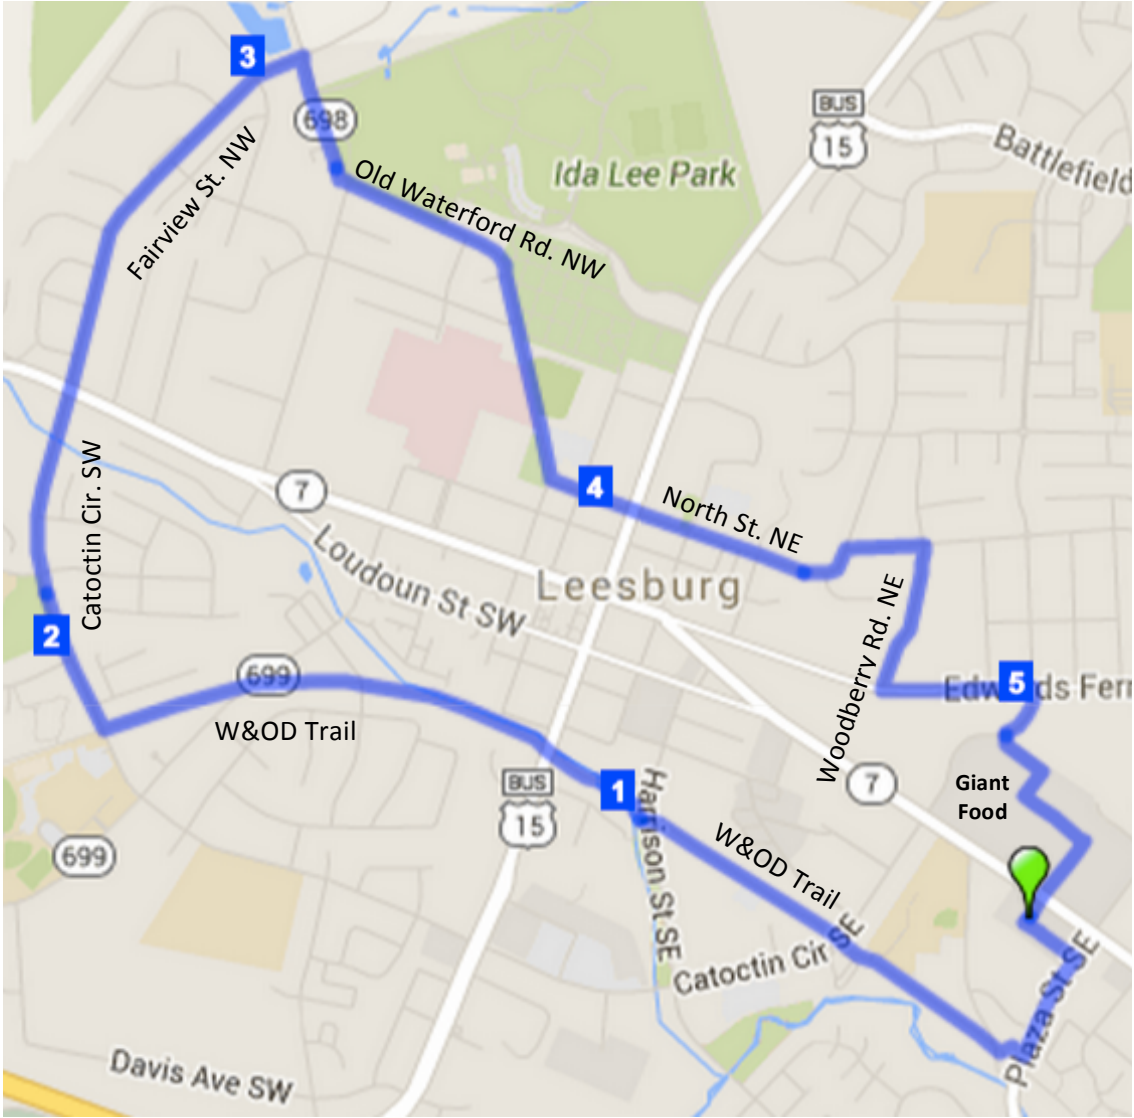 3
BUS
15
698
Battlefield
Fairview St. NW
Old Waterford Rd. NW
Ida Lee Park
Catoctin Cir. SW
7
4
North St. NE
Loudoun St SW
Leesburg
Woodberry Rd. NE
2
699
5
Edwards Ferr
W&OD Trail
BUS
15
1
Harrison St SE
7
Giant
Food
W&OD Trail
699
Catoctin Cir SE
Plaza St SE
Davis Ave SW